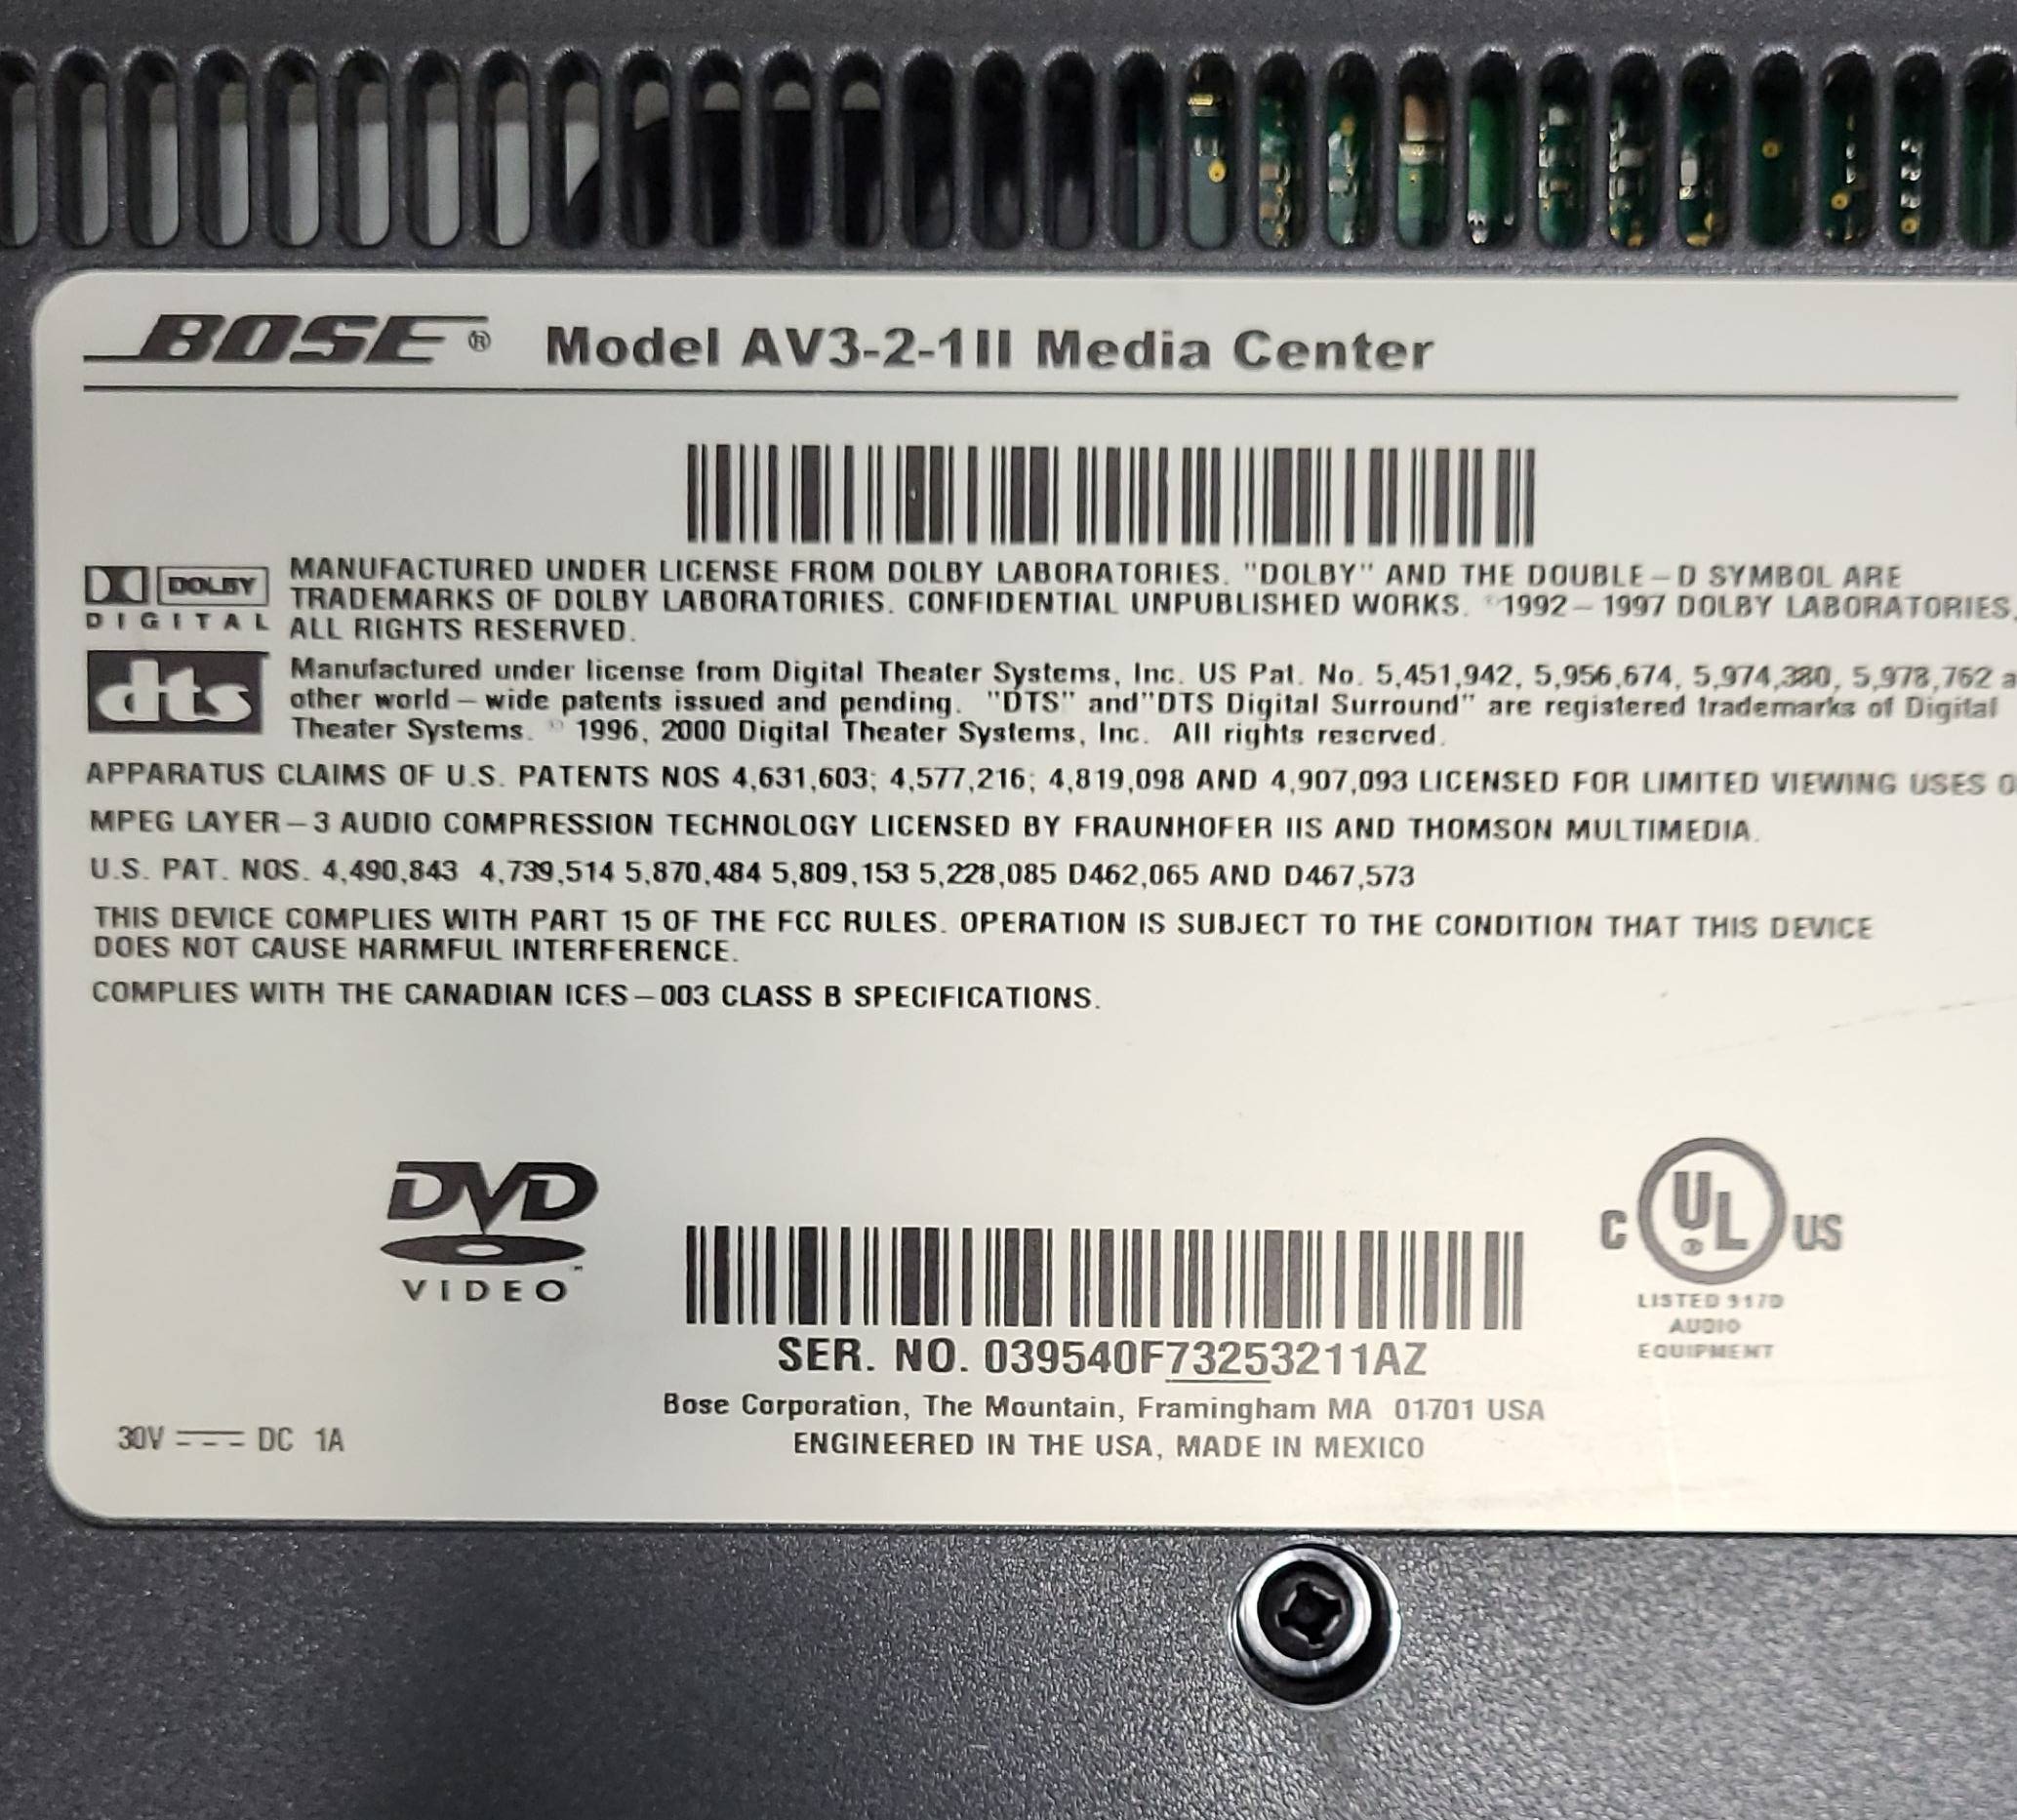 BOSE® Model AV3-2-1II Media Center
DOLBY
DIGITAL
MANUFACTURED UNDER LICENSE FROM DOLBY LABORATORIES. "DOLBY" AND THE DOUBLE–D SYMBOL ARE
TRADEMARKS OF DOLBY LABORATORIES. CONFIDENTIAL UNPUBLISHED WORKS. ©1992–1997 DOLBY LABORATORIES.
ALL RIGHTS RESERVED.
dts
Manufactured under license from Digital Theater Systems, Inc. US Pat. No. 5,451,942, 5,956,674, 5,974,380, 5,978,762
other world–wide patents issued and pending. "DTS" and"DTS Digital Surround" are registered trademarks of Digital
Theater Systems. © 1996, 2000 Digital Theater Systems, Inc. All rights reserved.
APPARATUS CLAIMS OF U.S. PATENTS NOS 4,631,603; 4,577,216; 4,819,098 AND 4,907,093 LICENSED FOR LIMITED VIEWING USES
MPEG LAYER–3 AUDIO COMPRESSION TECHNOLOGY LICENSED BY FRAUNHOFER IIS AND THOMSON MULTIMEDIA.
U.S. PAT. NOS. 4,490,843 4,739,514 5,870,484 5,809,153 5,228,085 D462,065 AND D467,573
THIS DEVICE COMPLIES WITH PART 15 OF THE FCC RULES. OPERATION IS SUBJECT TO THE CONDITION THAT THIS DEVICE
DOES NOT CAUSE HARMFUL INTERFERENCE.
COMPLIES WITH THE CANADIAN ICES–003 CLASS B SPECIFICATIONS.
DVD
VIDEO™
C UL® US
LISTED 917D
AUDIO
EQUIPMENT
SER. NO. 039540F73253211AZ
Bose Corporation, The Mountain, Framingham MA 01701 USA
ENGINEERED IN THE USA, MADE IN MEXICO
30V DC 1A